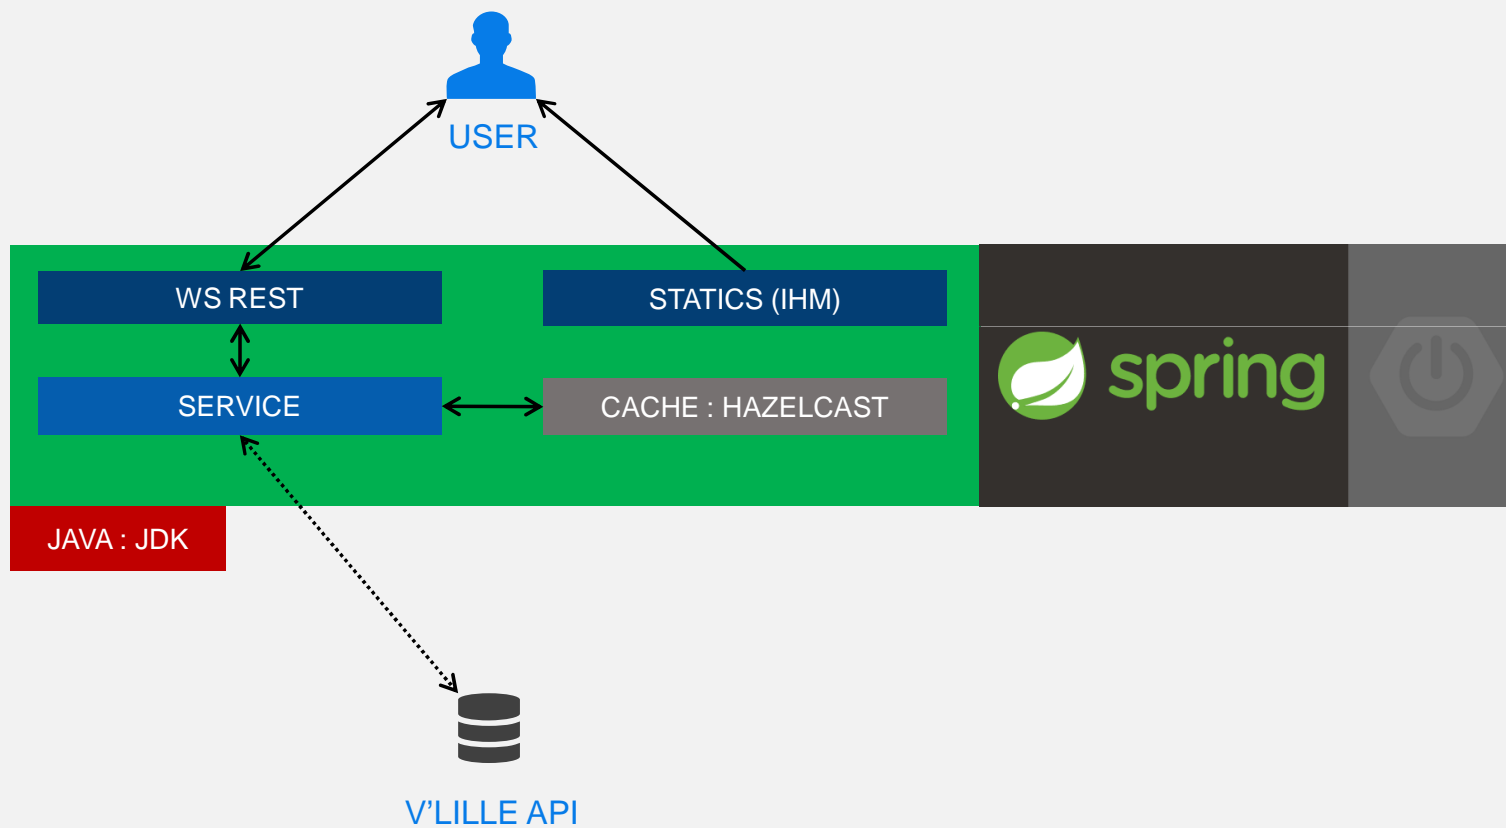 USER
WS REST
STATICS (IHM)
SERVICE
CACHE : HAZELCAST
spring
JAVA : JDK
V’LILLE API